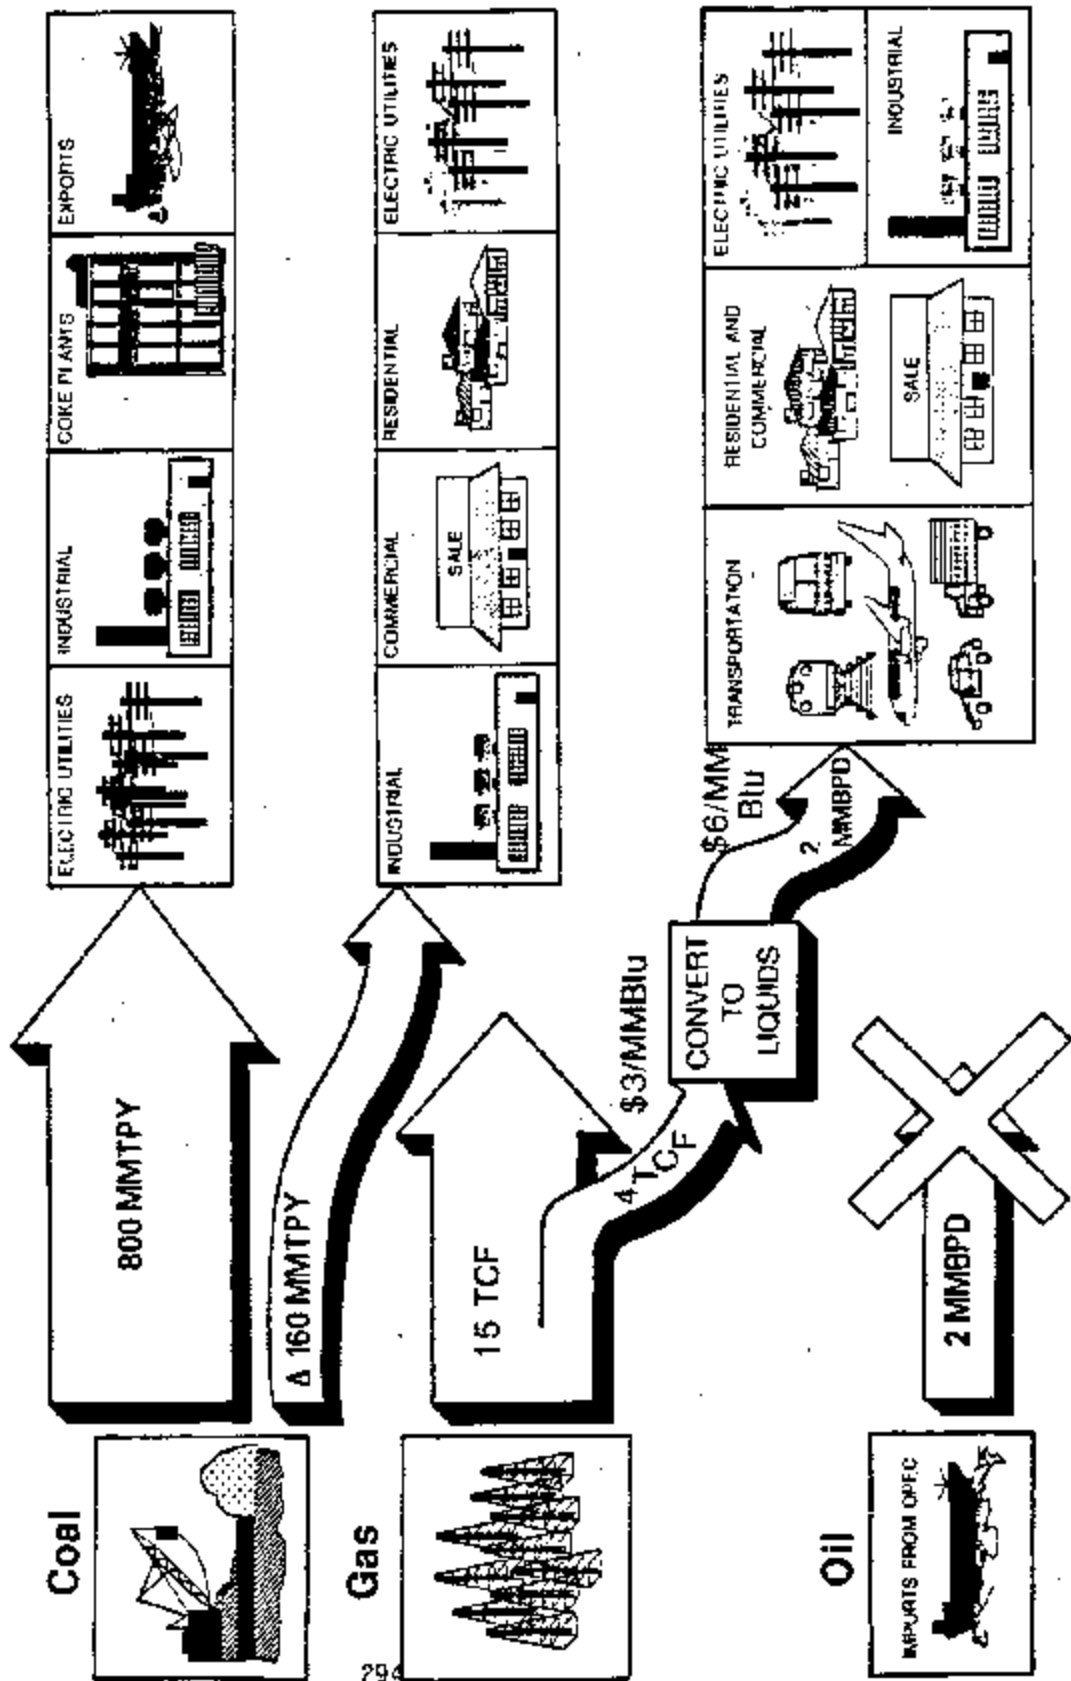 Coal
800 MMTPY
ELECTRIC UTILITIES
INDUSTRIAL
COKE PLANTS
EXPORTS
Δ 160 MMTPY
Gas
15 TCF
INDUSTRIAL
COMMERCIAL
SALE
RESIDENTIAL
ELECTRIC UTILITIES
4 TCF
$3/MMBtu
CONVERT
TO
LIQUIDS
$6/MM
Btu
2
MMBPD
TRANSPORTATION
RESIDENTIAL AND
COMMERCIAL
SALE
ELECTRIC UTILITIES
INDUSTRIAL
Oil
IMPORTS FROM OPEC
2 MMBPD
294